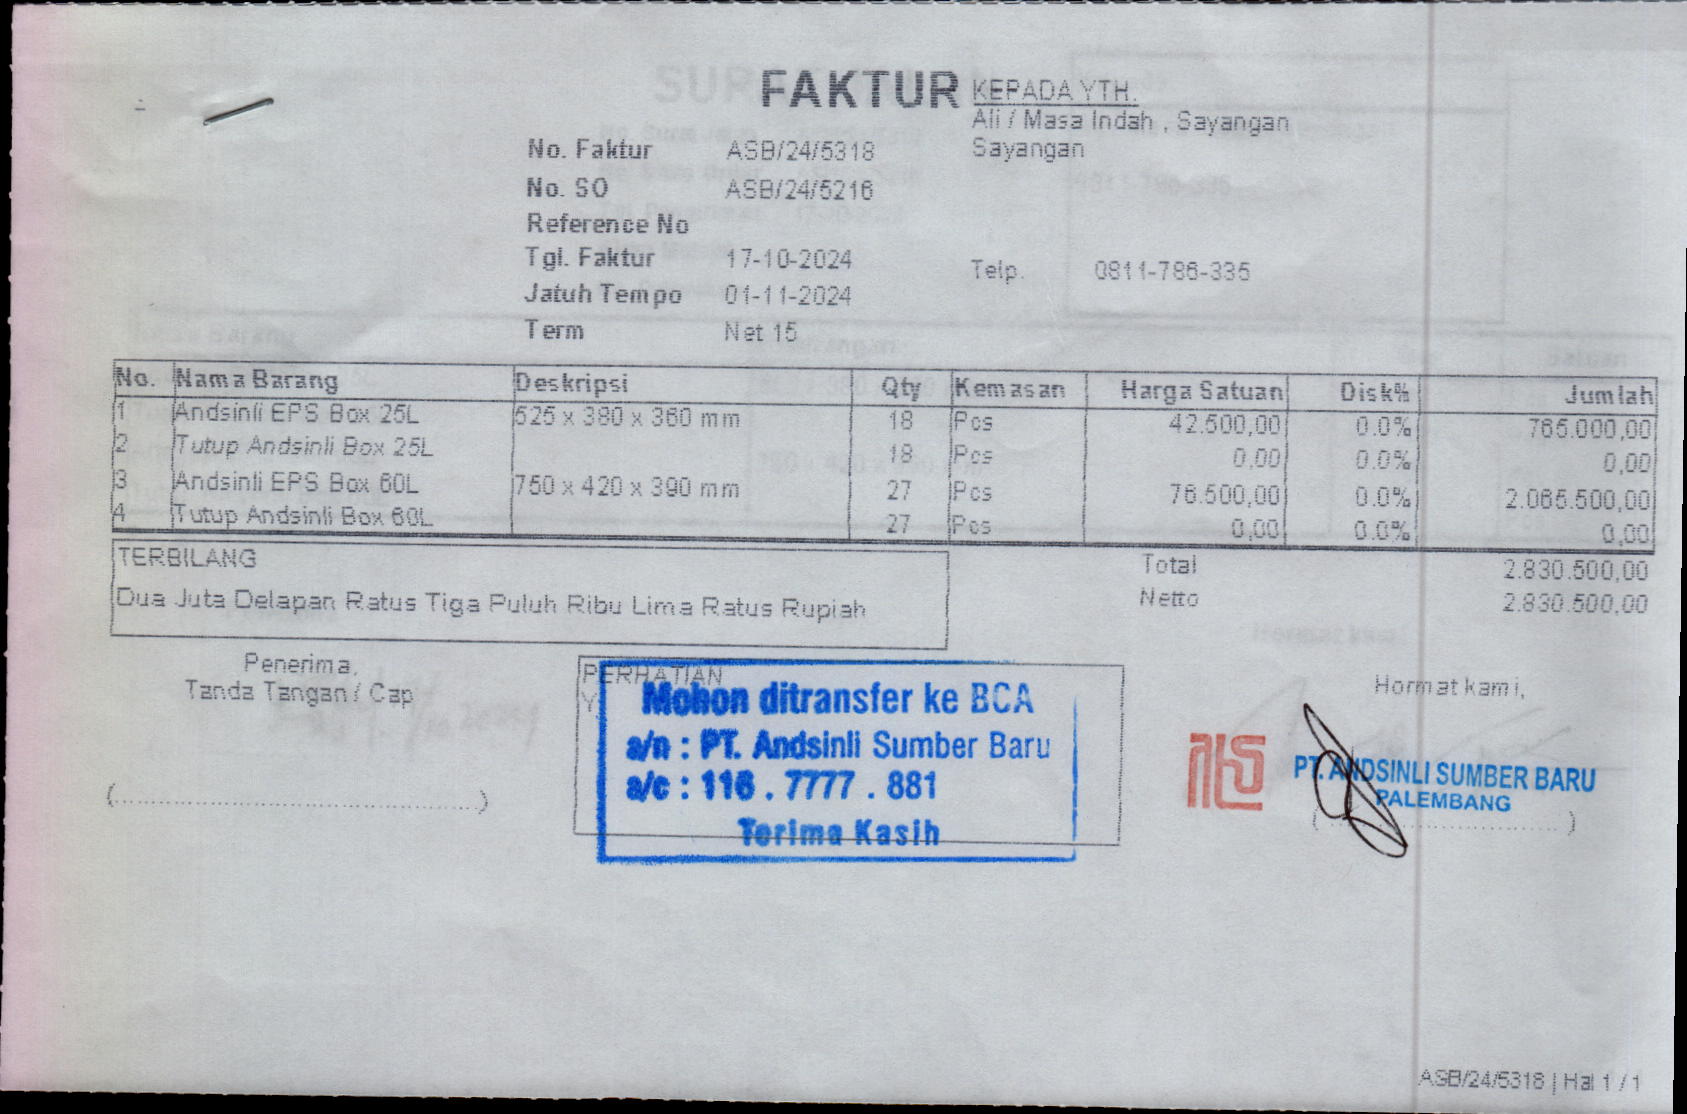 FAKTUR
KEPADA YTH.
Ali / Masa Indah , Sayangan
Sayangan
No. Faktur ASB/24/5318
No. SO ASB/24/5216
Reference No
Tgl. Faktur 17-10-2024
Telp. 0811-786-335
Jatuh Tempo 01-11-2024
Term Net 15
No. Nama Barang Deskripsi Qty Kemasan Harga Satuan Disk% Jumlah
1 Andsinli EPS Box 25L 525 x 380 x 360 mm 18 Pcs 42.500,00 0.0% 765.000,00
2 Tutup Andsinli Box 25L 18 Pcs 0,00 0.0% 0,00
3 Andsinli EPS Box 60L 750 x 420 x 390 mm 27 Pcs 76.500,00 0.0% 2.065.500,00
4 Tutup Andsinli Box 60L 27 Pcs 0,00 0.0% 0,00
TERBILANG
Dua Juta Delapan Ratus Tiga Puluh Ribu Lima Ratus Rupiah
Total 2.830.500,00
Netto 2.830.500,00
Penerima,
Tanda Tangan / Cap
(...............................................)
PERHATIAN
Mohon ditransfer ke BCA
a/n : PT. Andsinli Sumber Baru
a/c : 116 . 7777 . 881
Terima Kasih
Hormat kami,
PT. ANDSINLI SUMBER BARU
PALEMBANG
(...............................)
ASB/24/5318 | Hal 1 / 1